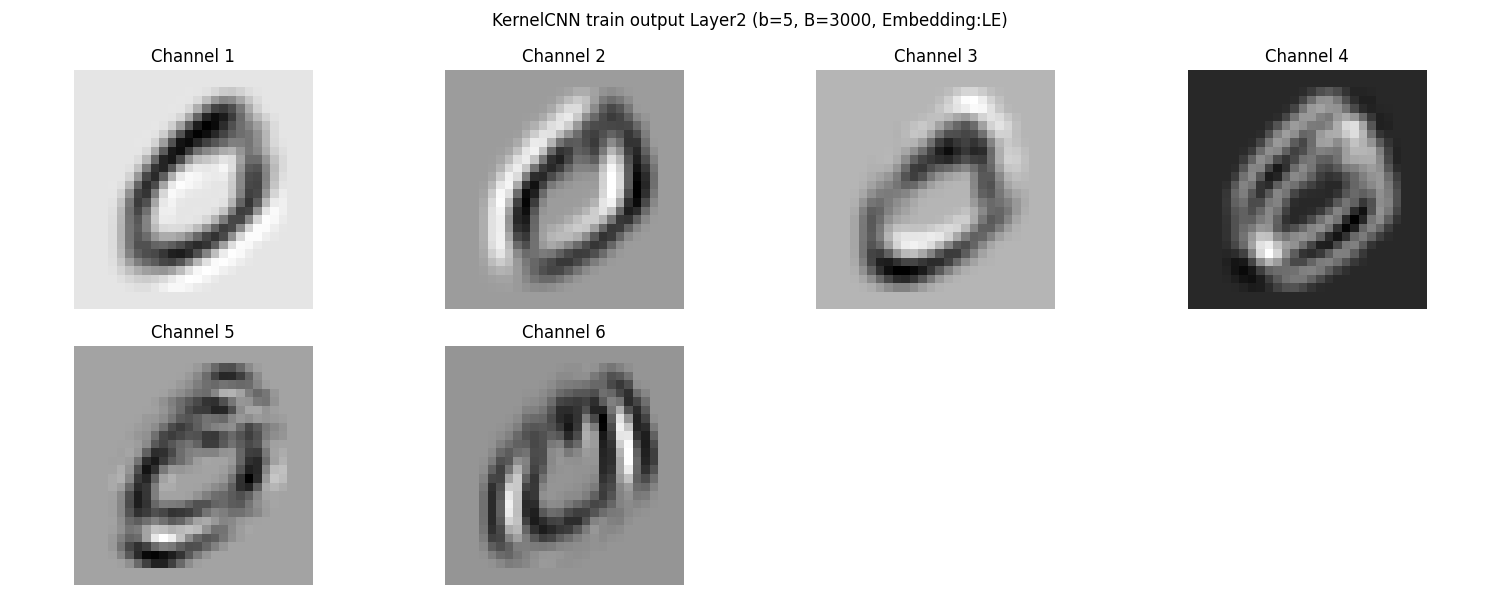 KernelCNN train output Layer2 (b=5, B=3000, Embedding:LE)
Channel 1
Channel 2
Channel 3
Channel 4
Channel 5
Channel 6